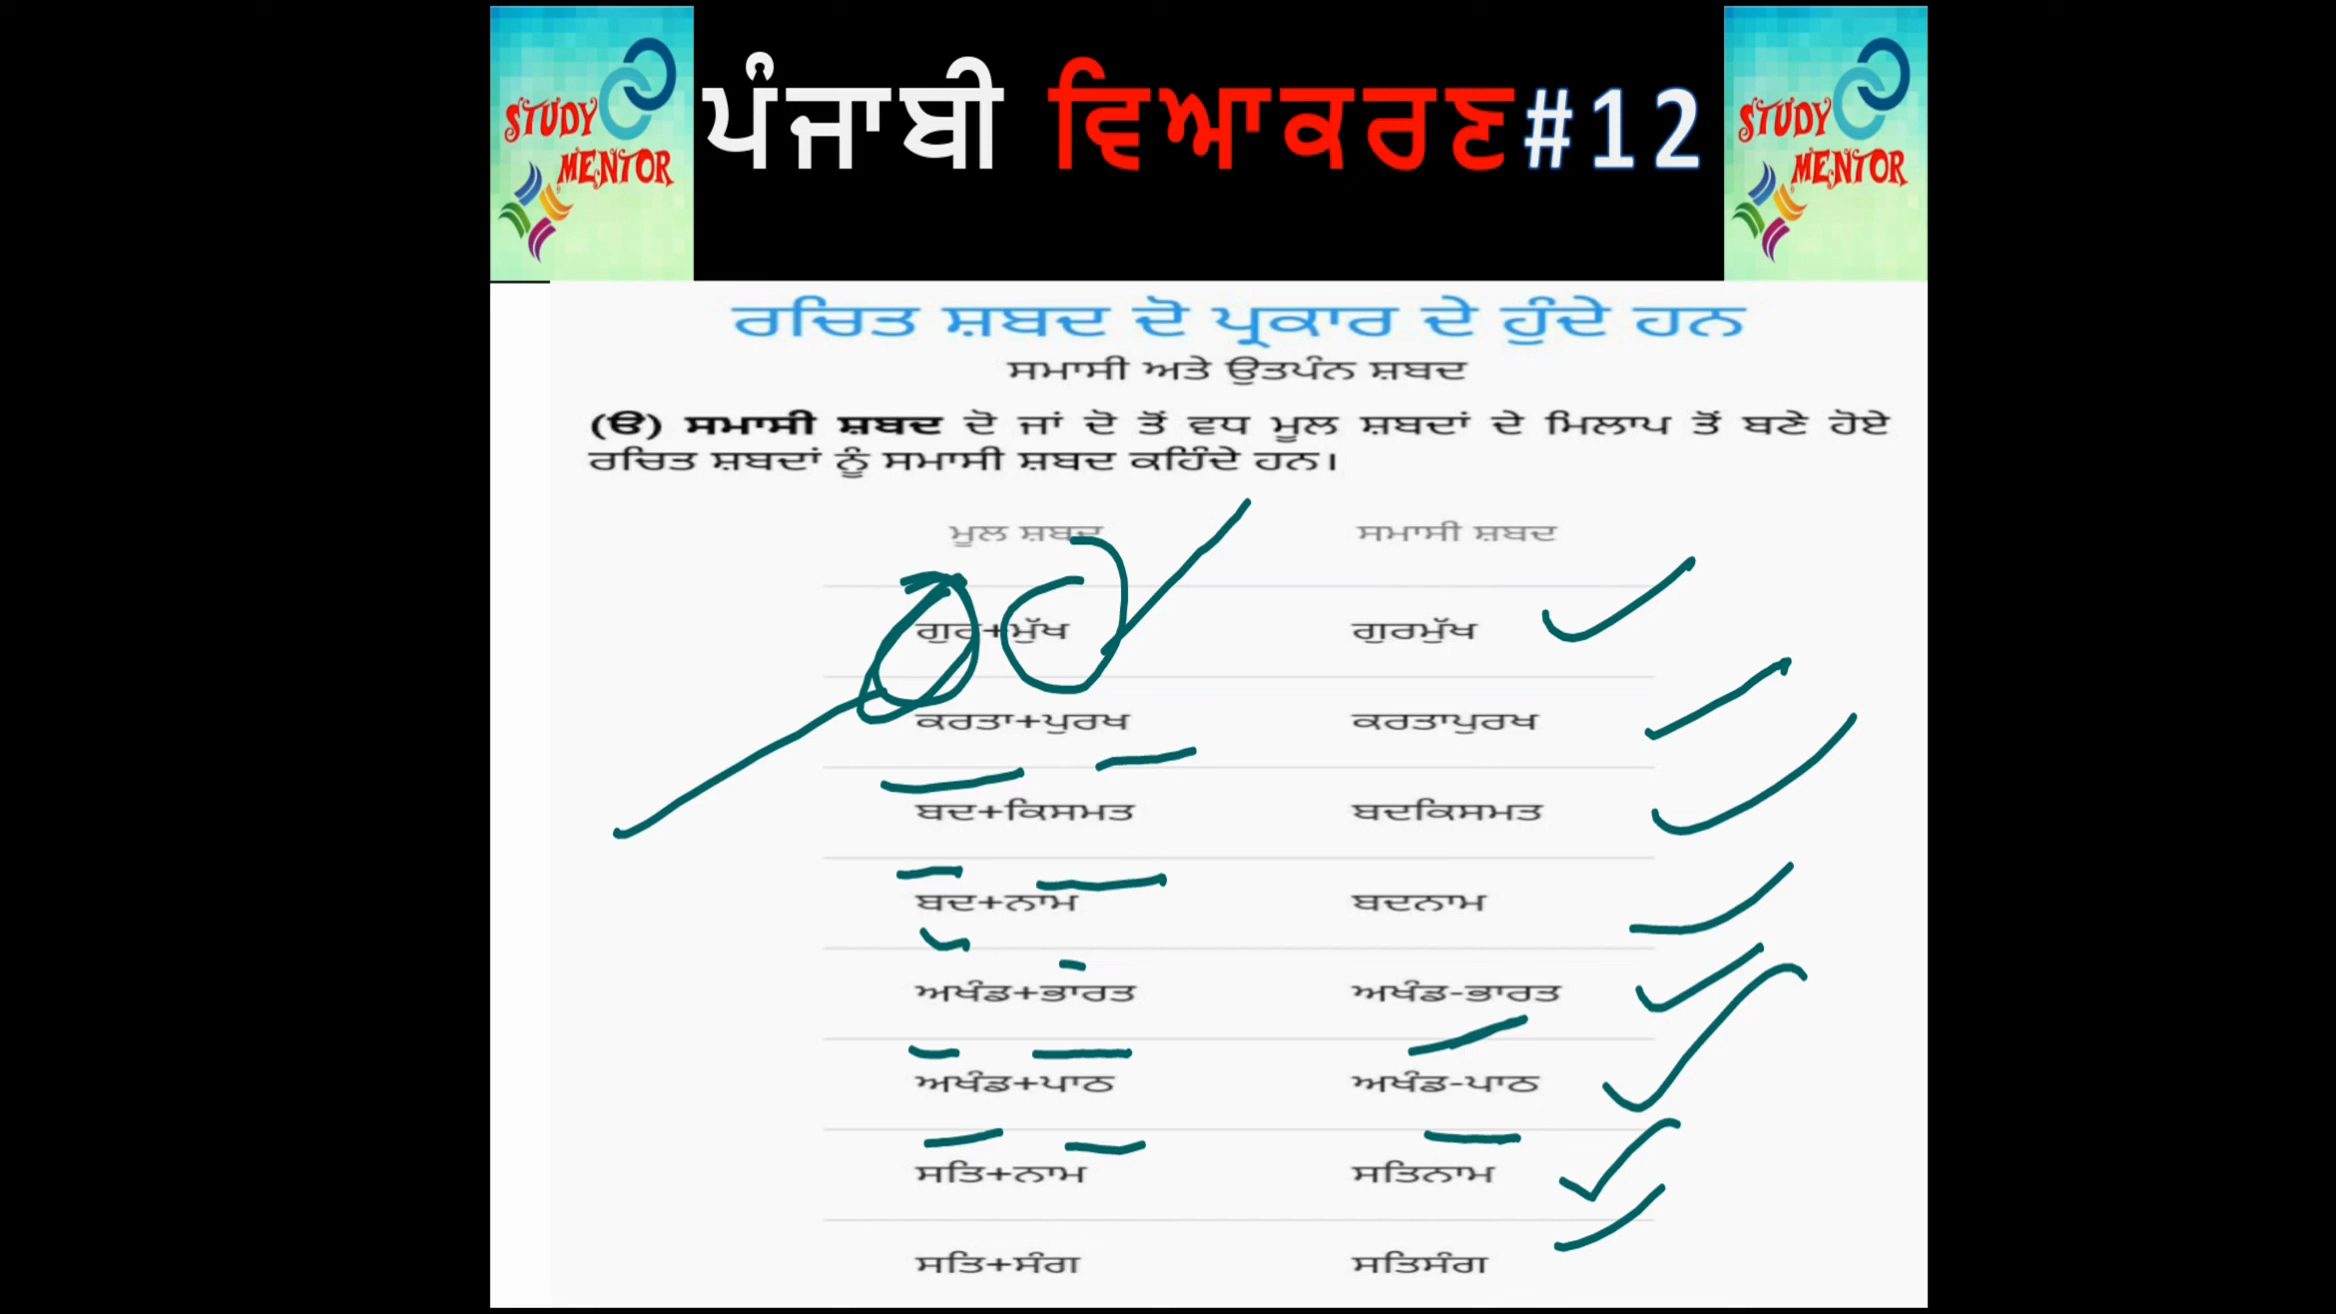 STUDY MENTOR
ਪੰਜਾਬੀ ਵਿਆਕਰਣ#12
STUDY MENTOR
ਰਚਿਤ ਸ਼ਬਦ ਦੋ ਪ੍ਰਕਾਰ ਦੇ ਹੁੰਦੇ ਹਨ
ਸਮਾਸੀ ਅਤੇ ਉਤਪੰਨ ਸ਼ਬਦ
(ੳ) ਸਮਾਸੀ ਸ਼ਬਦ ਦੋ ਜਾਂ ਦੋ ਤੋਂ ਵਧ ਮੂਲ ਸ਼ਬਦਾਂ ਦੇ ਮਿਲਾਪ ਤੋਂ ਬਣੇ ਹੋਏ
ਰਚਿਤ ਸ਼ਬਦਾਂ ਨੂੰ ਸਮਾਸੀ ਸ਼ਬਦ ਕਹਿੰਦੇ ਹਨ।
ਮੂਲ ਸ਼ਬਦ ਸਮਾਸੀ ਸ਼ਬਦ
ਗੁਰ+ਮੁੱਖ ਗੁਰਮੁੱਖ
ਕਰਤਾ+ਪੁਰਖ ਕਰਤਾਪੁਰਖ
ਬਦ+ਕਿਸਮਤ ਬਦਕਿਸਮਤ
ਬਦ+ਨਾਮ ਬਦਨਾਮ
ਅਖੰਡ+ਭਾਰਤ ਅਖੰਡ-ਭਾਰਤ
ਅਖੰਡ+ਪਾਠ ਅਖੰਡ-ਪਾਠ
ਸਤਿ+ਨਾਮ ਸਤਿਨਾਮ
ਸਤਿ+ਸੰਗ ਸਤਿਸੰਗ